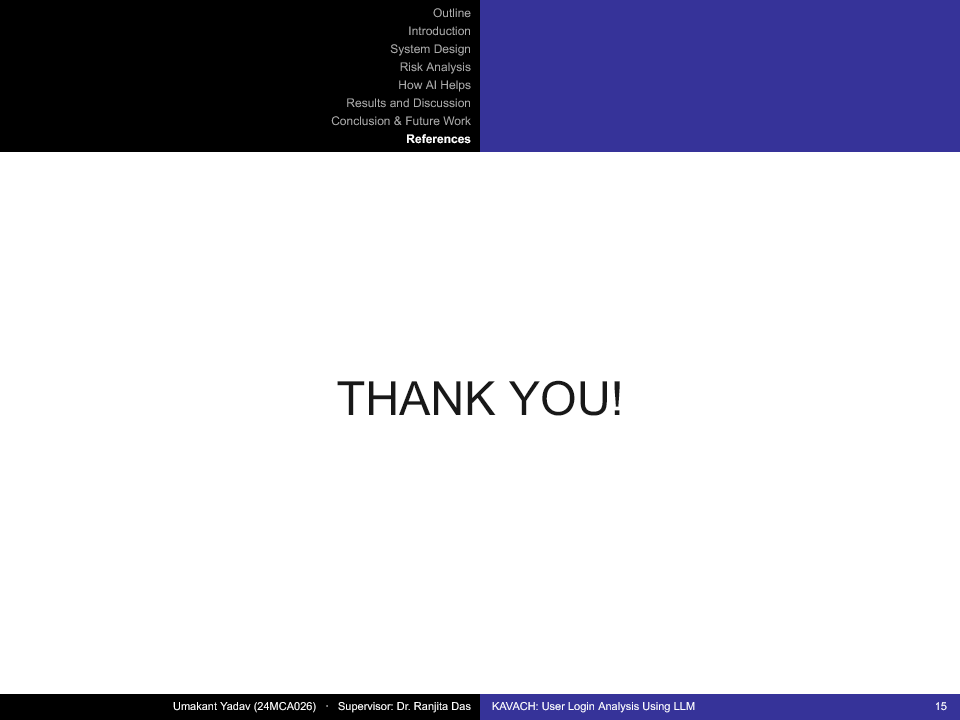 Outline
Introduction
System Design
Risk Analysis
How AI Helps
Results and Discussion
Conclusion & Future Work
References
THANK YOU!
Umakant Yadav (24MCA026) · Supervisor: Dr. Ranjita Das
KAVACH: User Login Analysis Using LLM
15